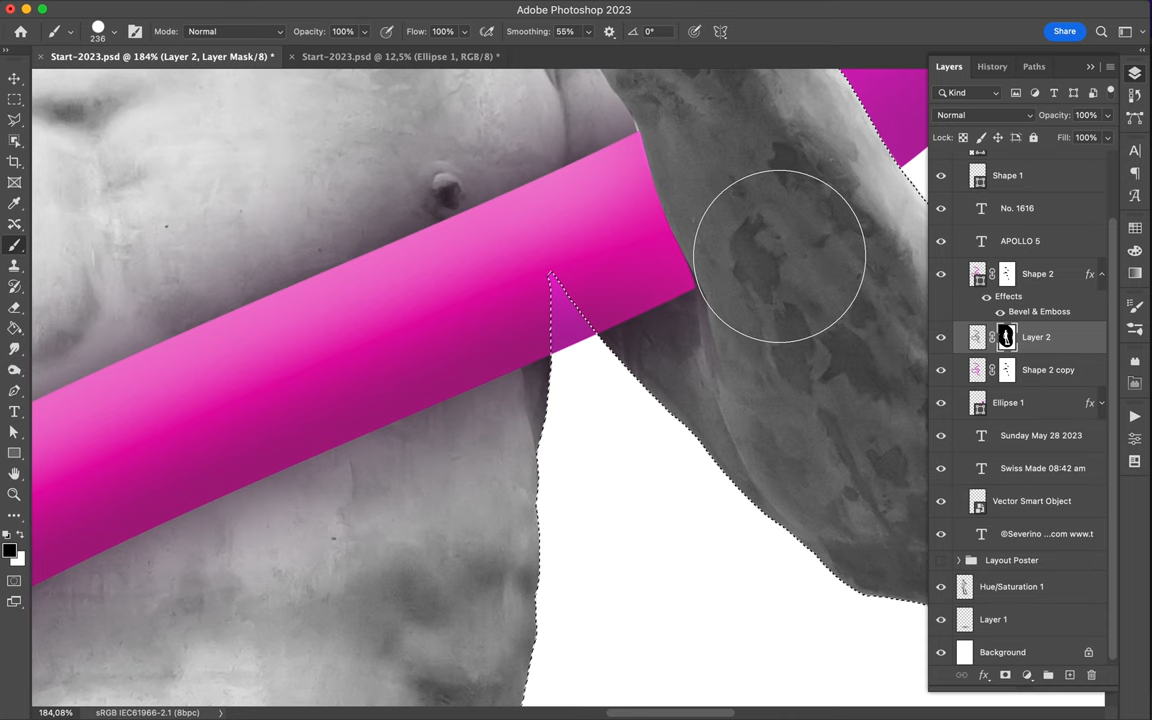 Adobe Photoshop 2023
236
Mode: Normal
Opacity: 100%
Flow: 100%
Smoothing: 55%
0°
Share
Start-2023.psd @ 184% (Layer 2, Layer Mask/8) *
Start-2023.psd @ 12,5% (Ellipse 1, RGB/8) *
Layers
History
Paths
Kind
Normal
Opacity: 100%
Lock:
Fill: 100%
Shape 1
No. 1616
APOLLO 5
Shape 2
fx
Effects
Bevel & Emboss
Layer 2
Shape 2 copy
Ellipse 1
fx
Sunday May 28 2023
Swiss Made 08:42 am
Vector Smart Object
©Severino ...com www.t
Layout Poster
Hue/Saturation 1
Layer 1
Background
fx
184,08%
sRGB IEC61966-2.1 (8bpc)